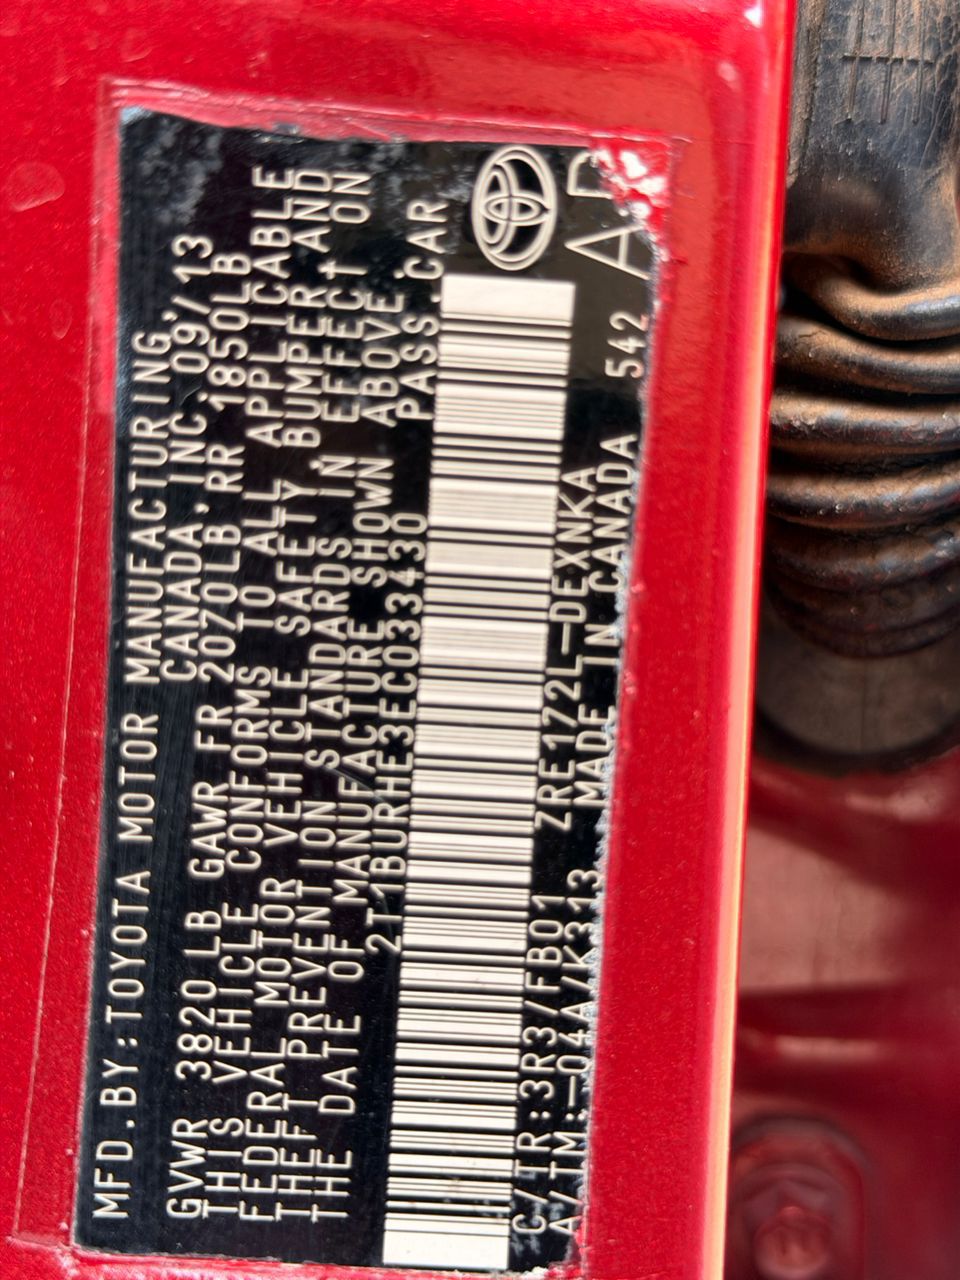 MFD.BY:TOYOTA MOTOR MANUFACTURING,
CANADA,INC. 09/13
GVWR 3820 LB GAWR FR 2070LB,RR 1850LB
THIS VEHICLE CONFORMS TO ALL APPLICABLE
FEDERAL MOTOR VEHICLE SAFETY,BUMPER,AND
THEFT PREVENTION STANDARDS IN EFFECT ON
THE DATE OF MANUFACTURE SHOWN ABOVE.
2T1BURHE3EC033430 PASS.CAR
C/TR:3R3/FB01 ZRE172L-DEXNKA
A/TM:-04A/K313 MADE IN CANADA 542